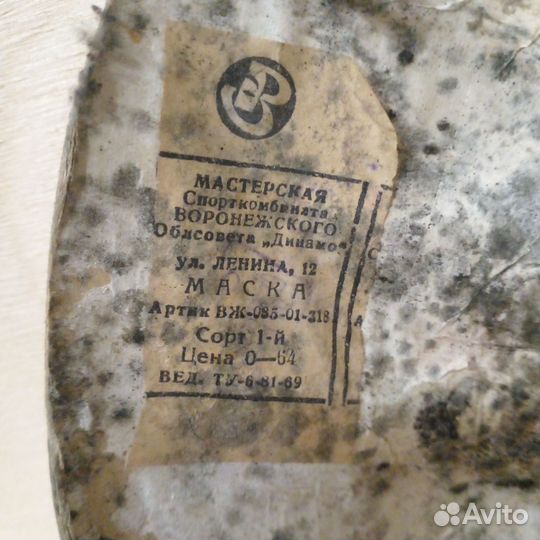 МАСТЕРСКАЯ
Спорткомбината
ВОРОНЕЖСКОГО
Облсовета „Динамо"
ул. ЛЕНИНА, 12
МАСКА
Артик ВЖ-085-01-318
Сорт 1-й
Цена 0—64
ВЕД. ТУ-6-81-69
С
А
Avito